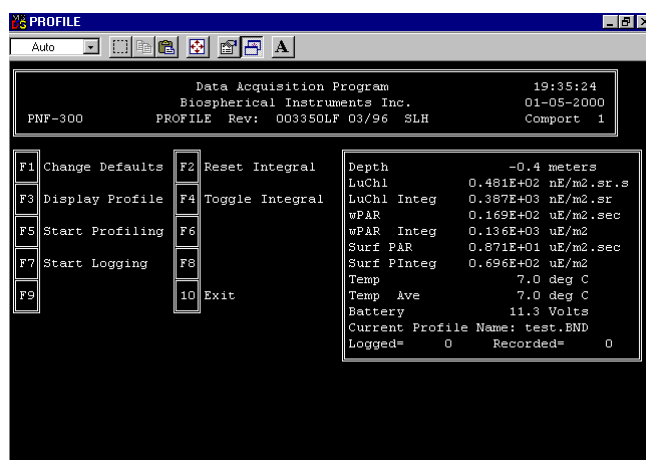 PROFILE
Auto
A
Data Acquisition Program 19:35:24
Biospherical Instruments Inc. 01-05-2000
PNF-300 PROFILE Rev: 003350LF 03/96 SLH Comport 1
F1 Change Defaults F2 Reset Integral
F3 Display Profile F4 Toggle Integral
F5 Start Profiling F6
F7 Start Logging F8
F9 10 Exit
Depth -0.4 meters
LuChl 0.481E+02 nE/m2.sr.s
LuChl Integ 0.387E+03 nE/m2.sr
wPAR 0.169E+02 uE/m2.sec
wPAR Integ 0.136E+03 uE/m2
Surf PAR 0.871E+01 uE/m2.sec
Surf PInteg 0.696E+02 uE/m2
Temp 7.0 deg C
Temp Ave 7.0 deg C
Battery 11.3 Volts
Current Profile Name: test.BND
Logged= 0 Recorded= 0